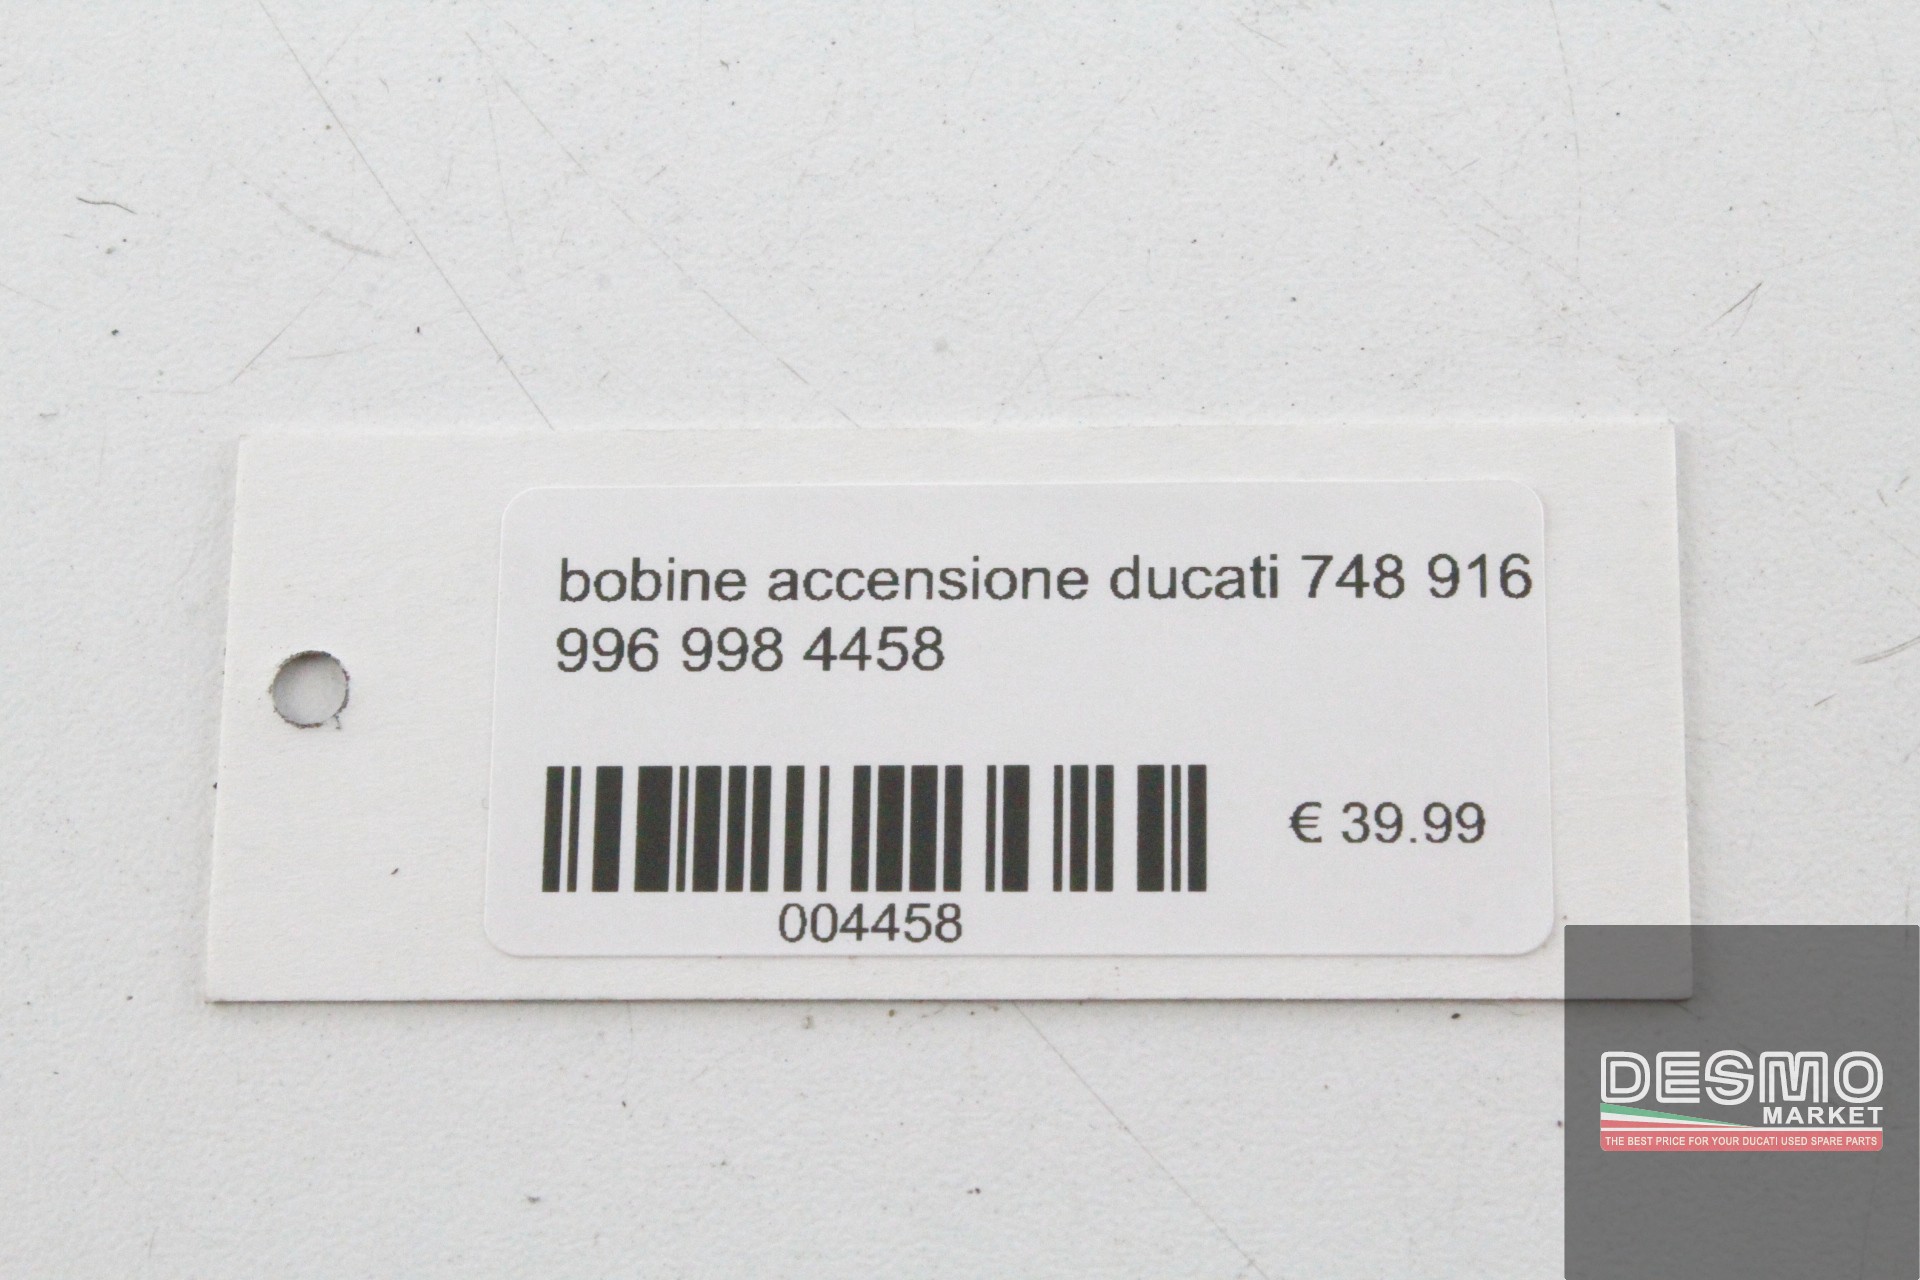 bobine accensione ducati 748 916
996 998 4458
€ 39.99
004458
DESMO
MARKET
THE BEST PRICE FOR YOUR DUCATI USED SPARE PARTS